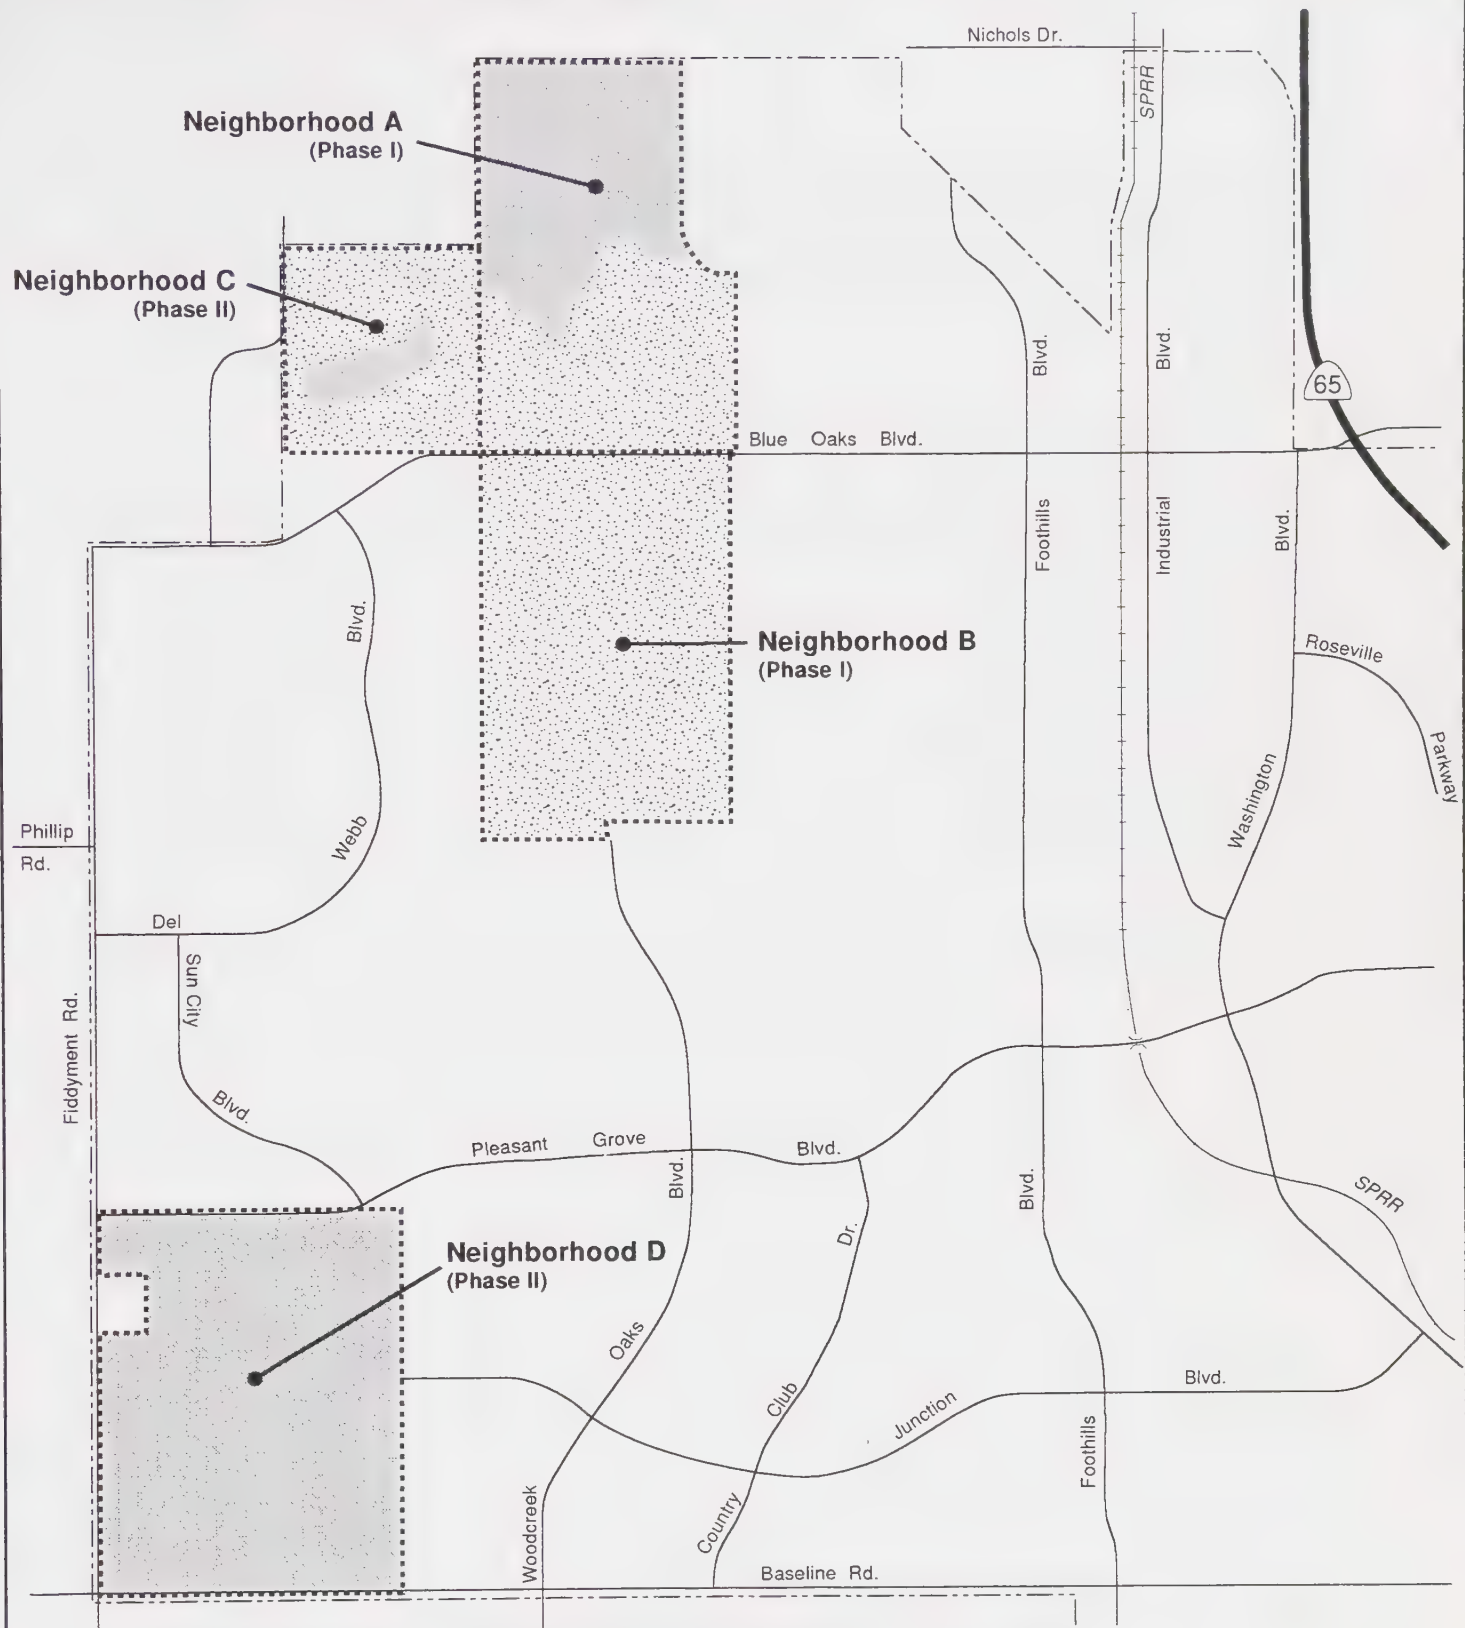 Nichols Dr.
SPRR
Neighborhood A
(Phase I)
Neighborhood C
(Phase II)
Blvd.
Blvd.
65
Blue Oaks Blvd.
Foothills
Industrial
Blvd.
Blvd.
Neighborhood B
(Phase I)
Roseville
Parkway
Washington
Webb
Phillip
Rd.
Del
Sun City
Fiddyment Rd.
Blvd.
Pleasant Grove Blvd.
Blvd.
Blvd.
SPRR
Dr.
Neighborhood D
(Phase II)
Oaks
Club
Junction
Blvd.
Foothills
Woodcreek
Country
Baseline Rd.